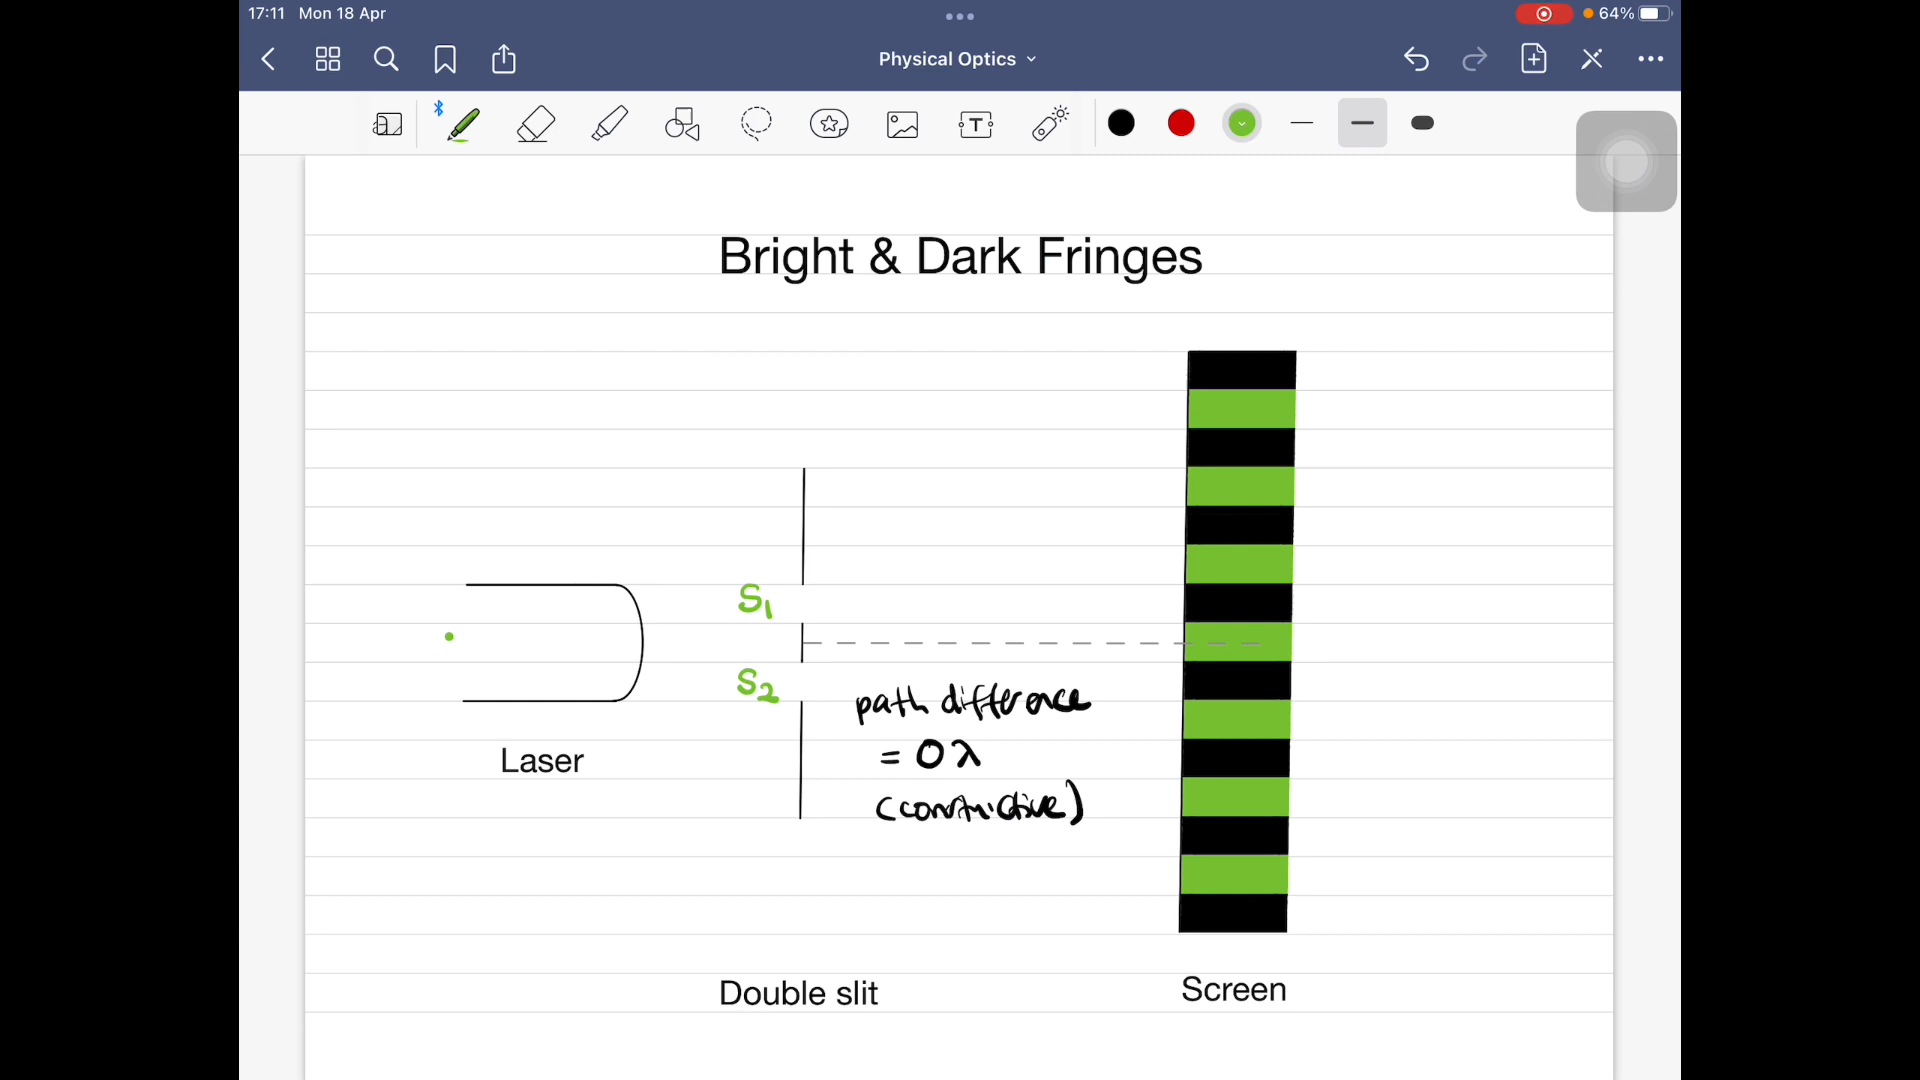 17:11 Mon 18 Apr
64%
Physical Optics
Bright & Dark Fringes
S1
S2
path difference
= 0λ
(constructive)
Laser
Double slit
Screen